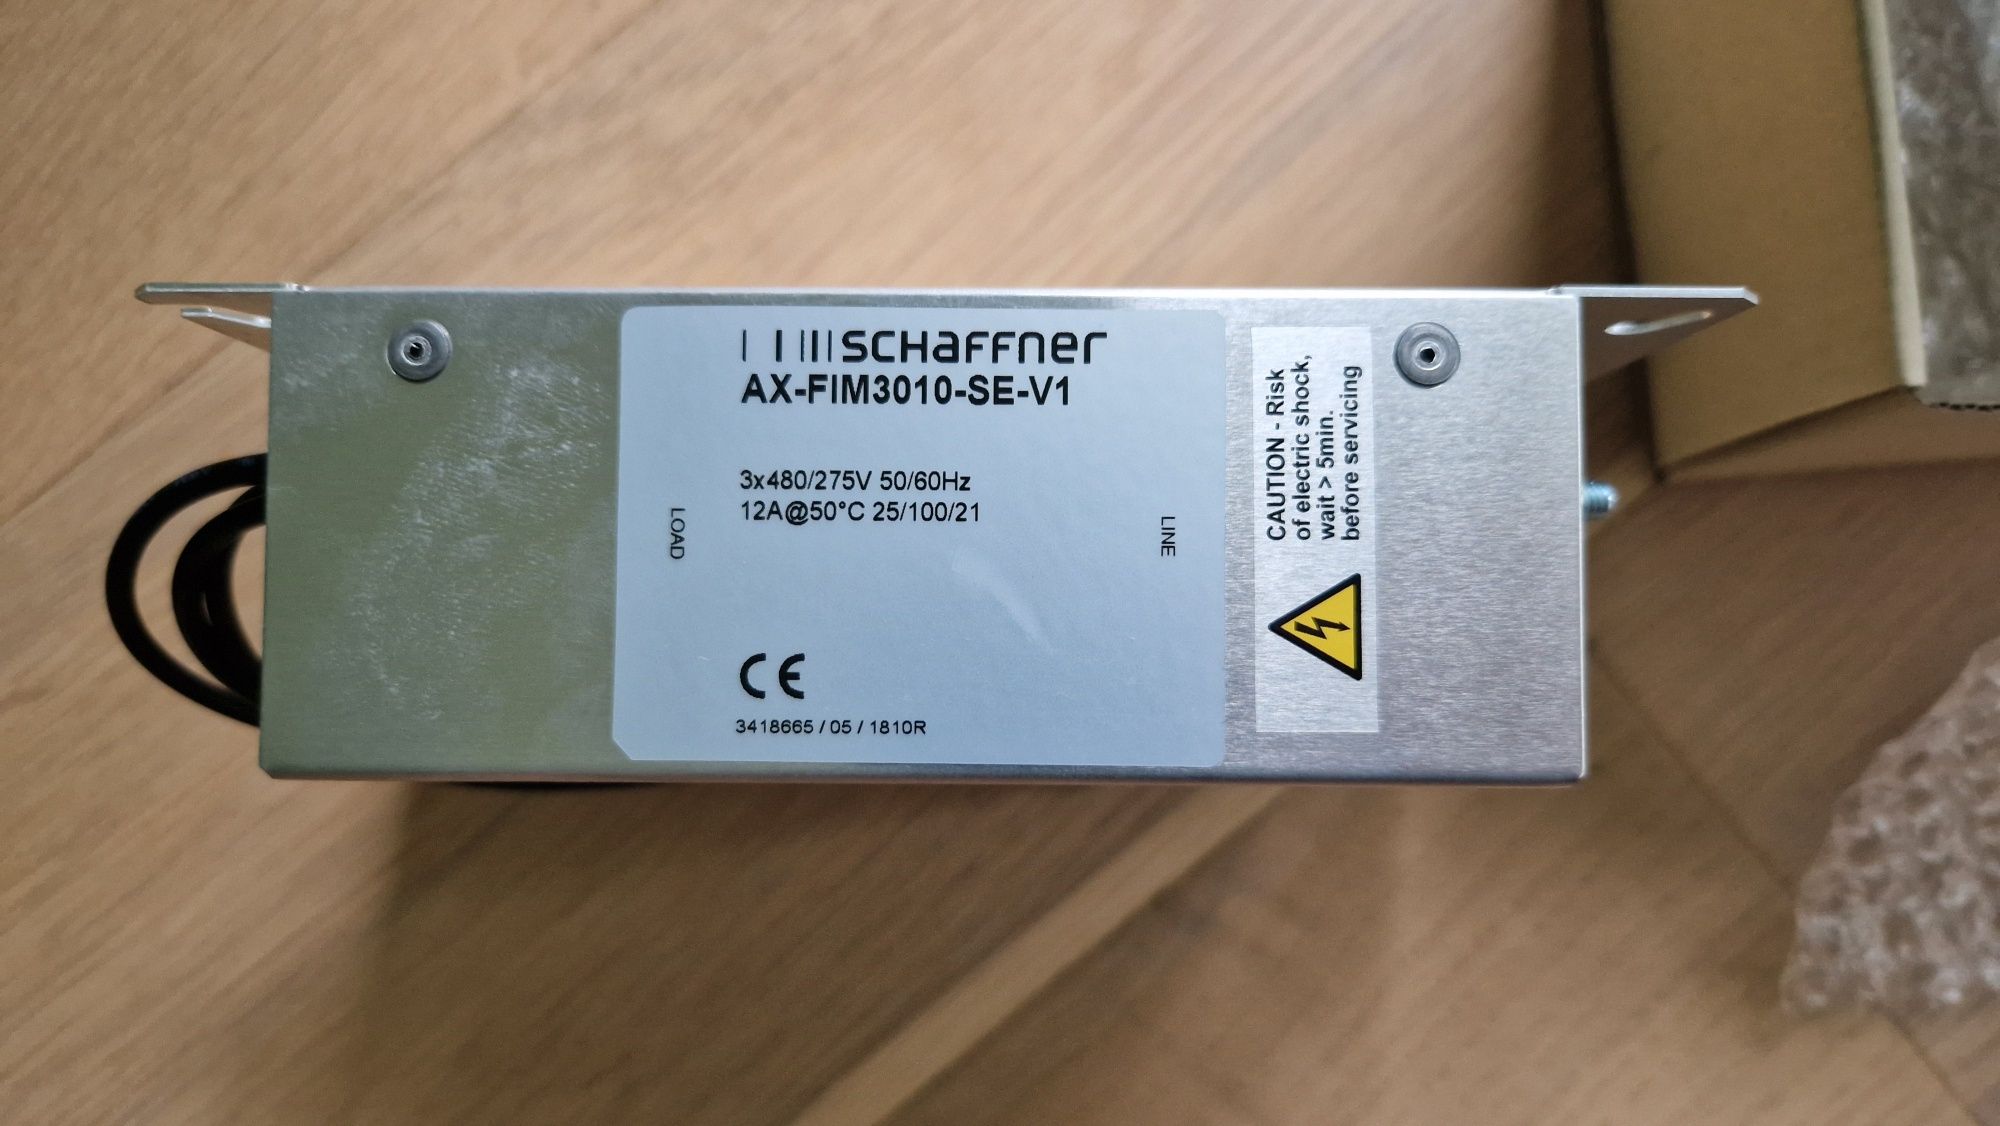 SCHAFFNER
AX-FIM3010-SE-V1
3x480/275V 50/60Hz
12A@50°C 25/100/21
LOAD
LINE
CE
3418665 / 05 / 1810R
CAUTION - Risk
of electric shock,
wait > 5min.
before servicing